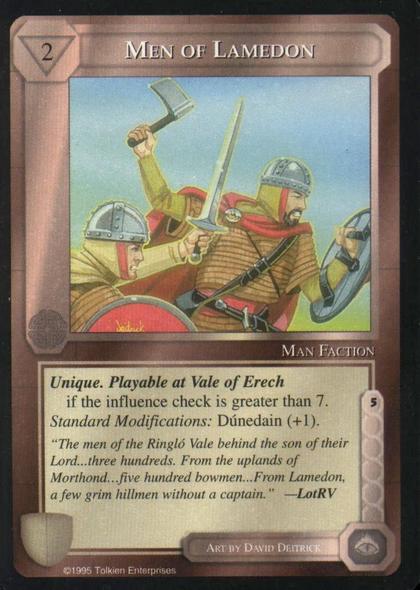 2
MEN OF LAMEDON
Deitrick
MAN FACTION
Unique. Playable at Vale of Erech
if the influence check is greater than 7.
Standard Modifications: Dúnedain (+1).
5
"The men of the Ringló Vale behind the son of their
Lord...three hundreds. From the uplands of
Morthond...five hundred bowmen...From Lamedon,
a few grim hillmen without a captain." —LotRV
ART BY DAVID DEITRICK
©1995 Tolkien Enterprises